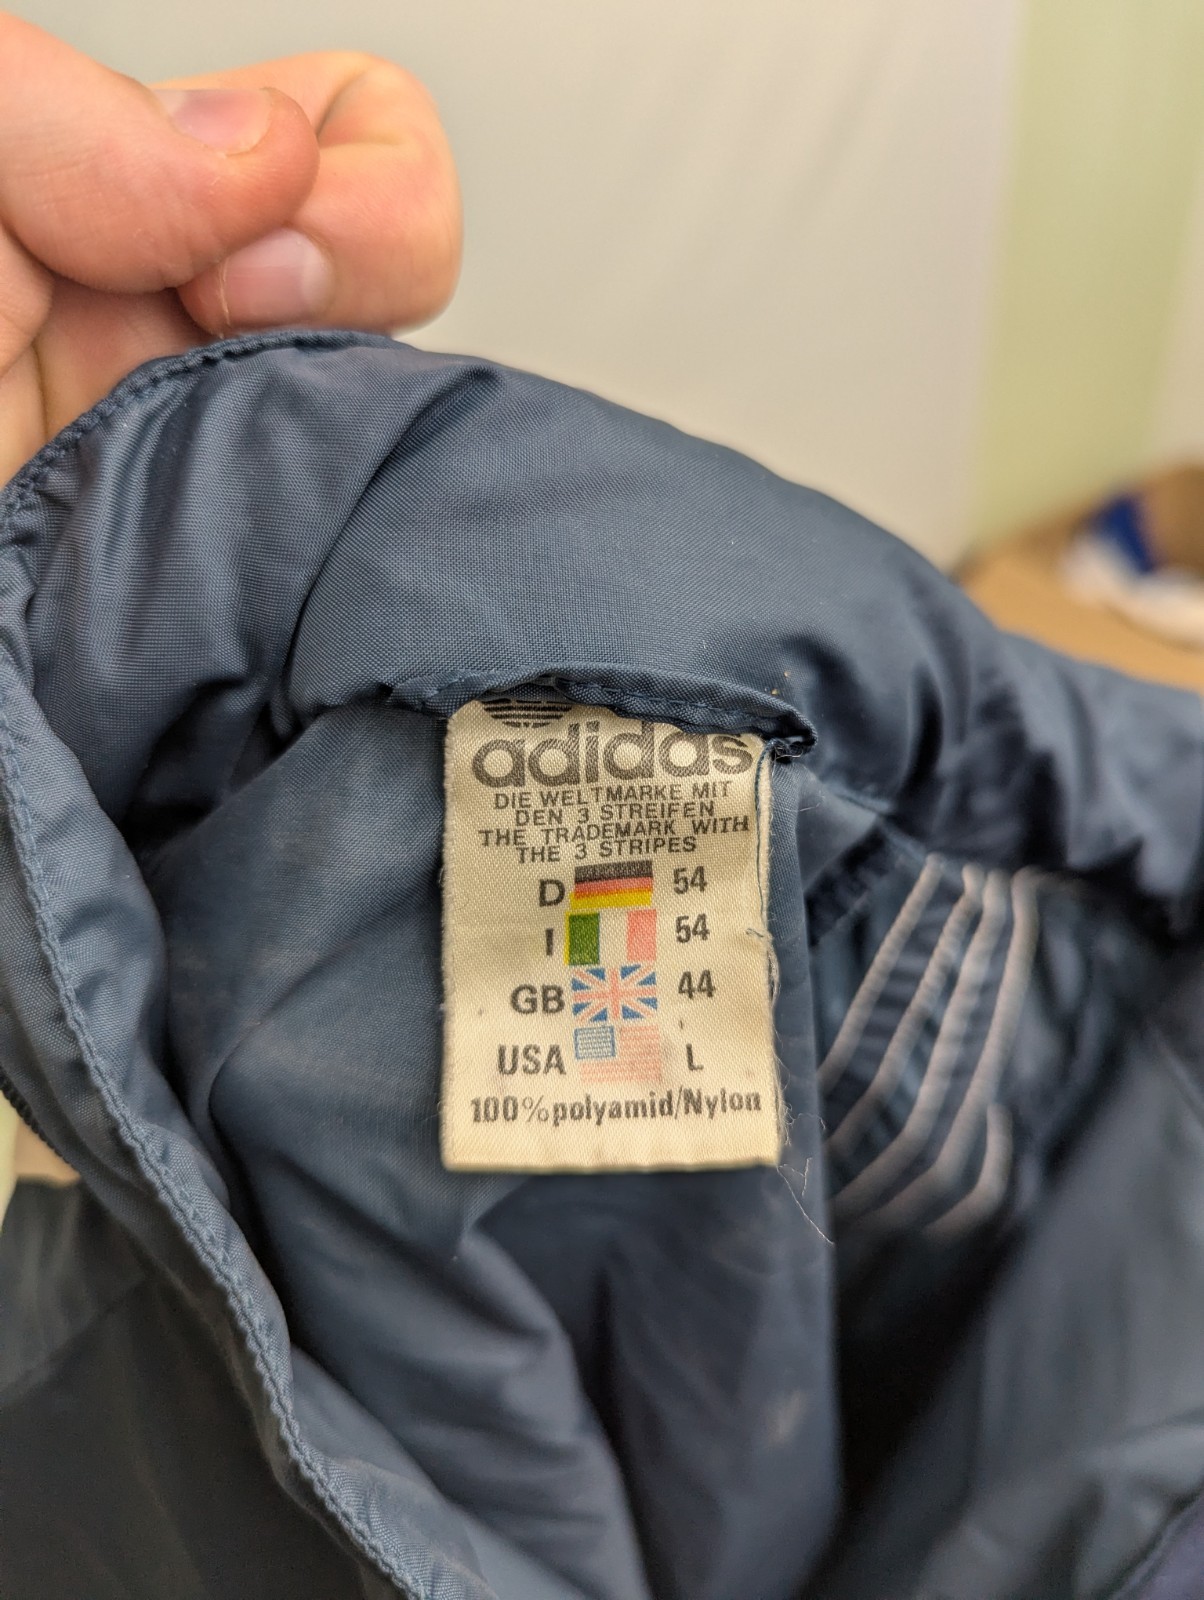 adidas
DIE WELTMARKE MIT
DEN 3 STREIFEN
THE TRADEMARK WITH
THE 3 STRIPES
D 54
I 54
GB 44
USA L
100% polyamid/Nylon